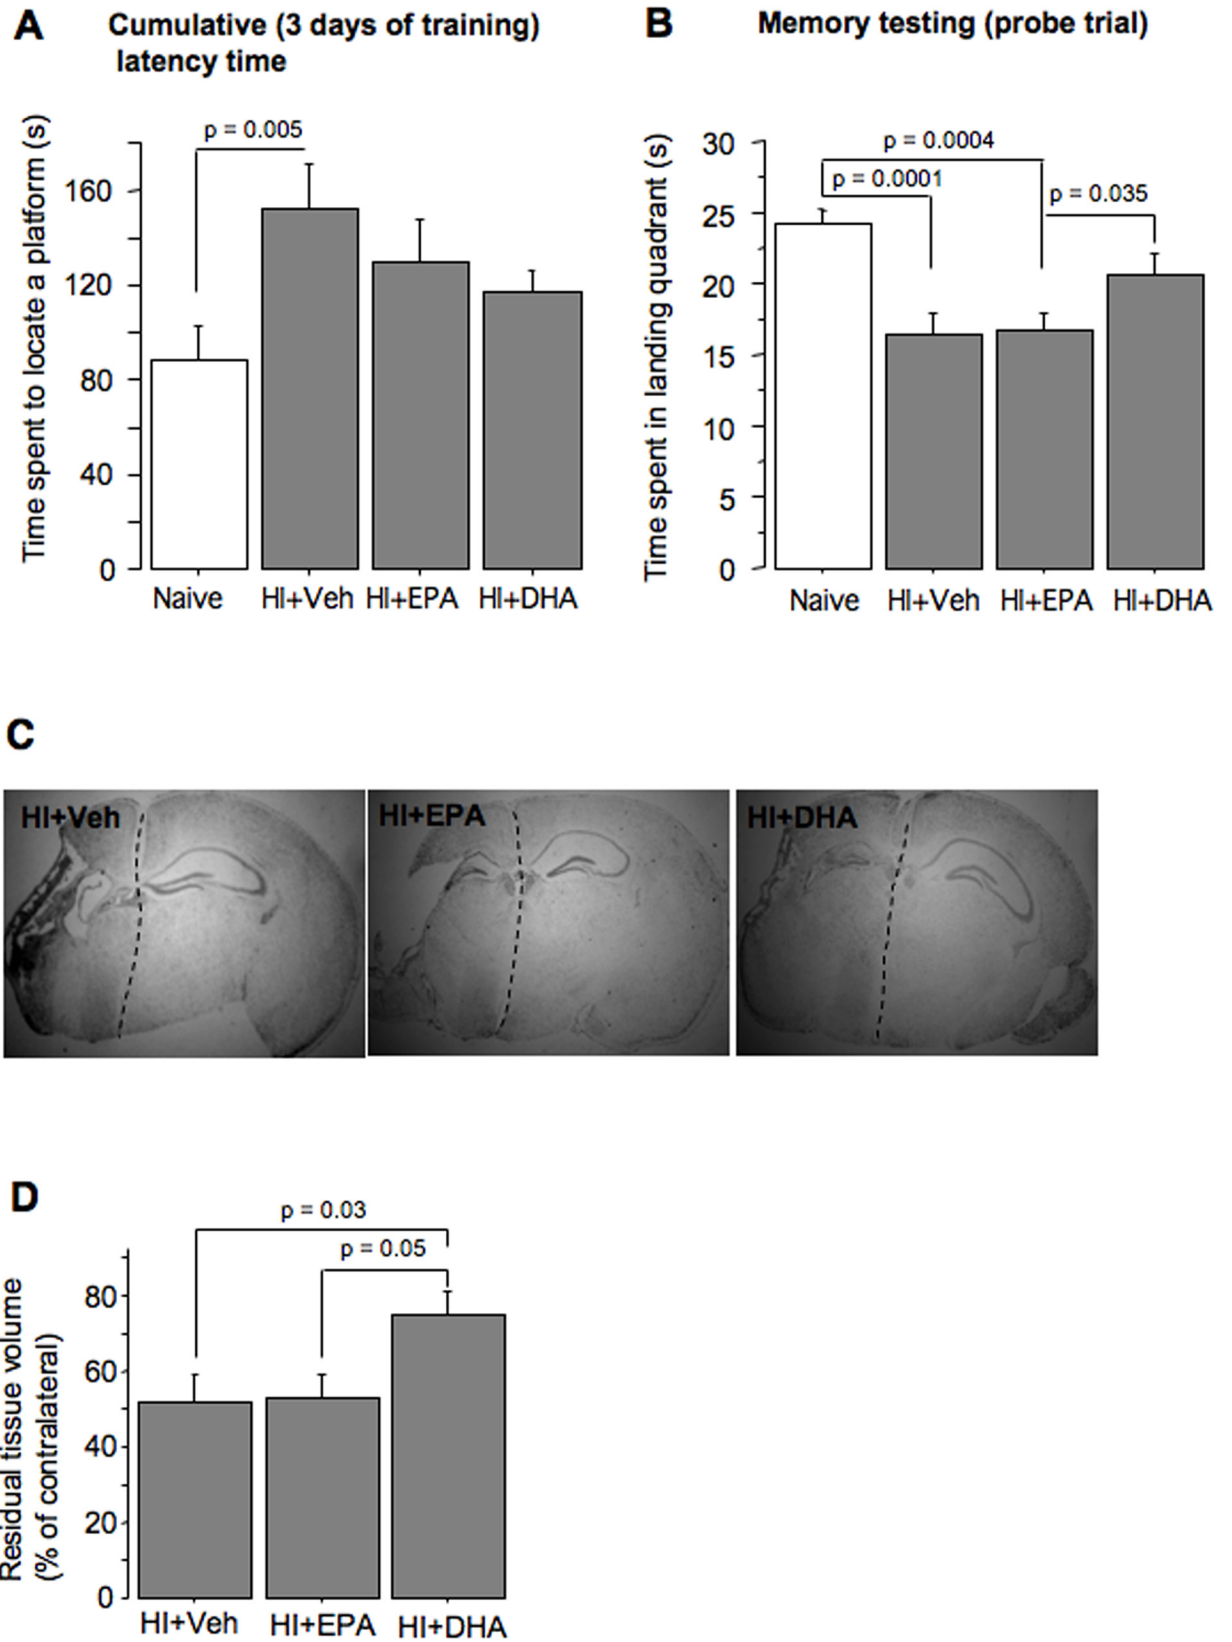 A
Cumulative (3 days of training)
latency time
Time spent to locate a platform (s)
p = 0.005
160
120
80
40
0
Naive
HI+Veh
HI+EPA
HI+DHA
B
Memory testing (probe trial)
Time spent in landing quadrant (s)
p = 0.0004
p = 0.0001
p = 0.035
30
25
20
15
10
5
0
Naive
HI+Veh
HI+EPA
HI+DHA
C
HI+Veh
HI+EPA
HI+DHA
D
Residual tissue volume
(% of contralateral)
p = 0.03
p = 0.05
80
60
40
20
0
HI+Veh
HI+EPA
HI+DHA